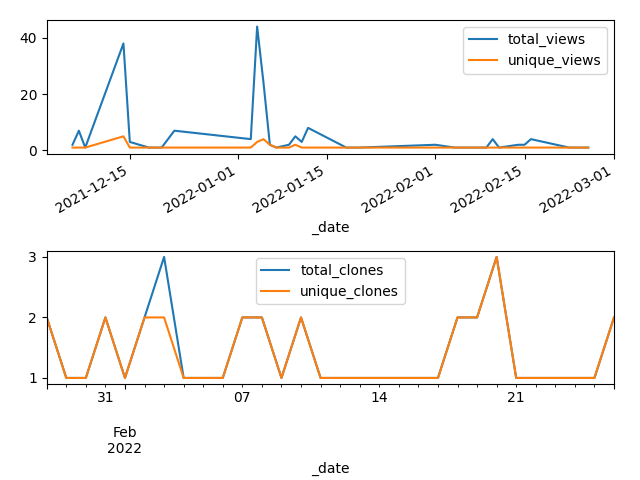 40
20
0
total_views
unique_views
2021-12-15
2022-01-01
2022-01-15
2022-02-01
2022-02-15
2022-03-01
_date
3
2
1
total_clones
unique_clones
31
07
14
21
Feb
2022
_date